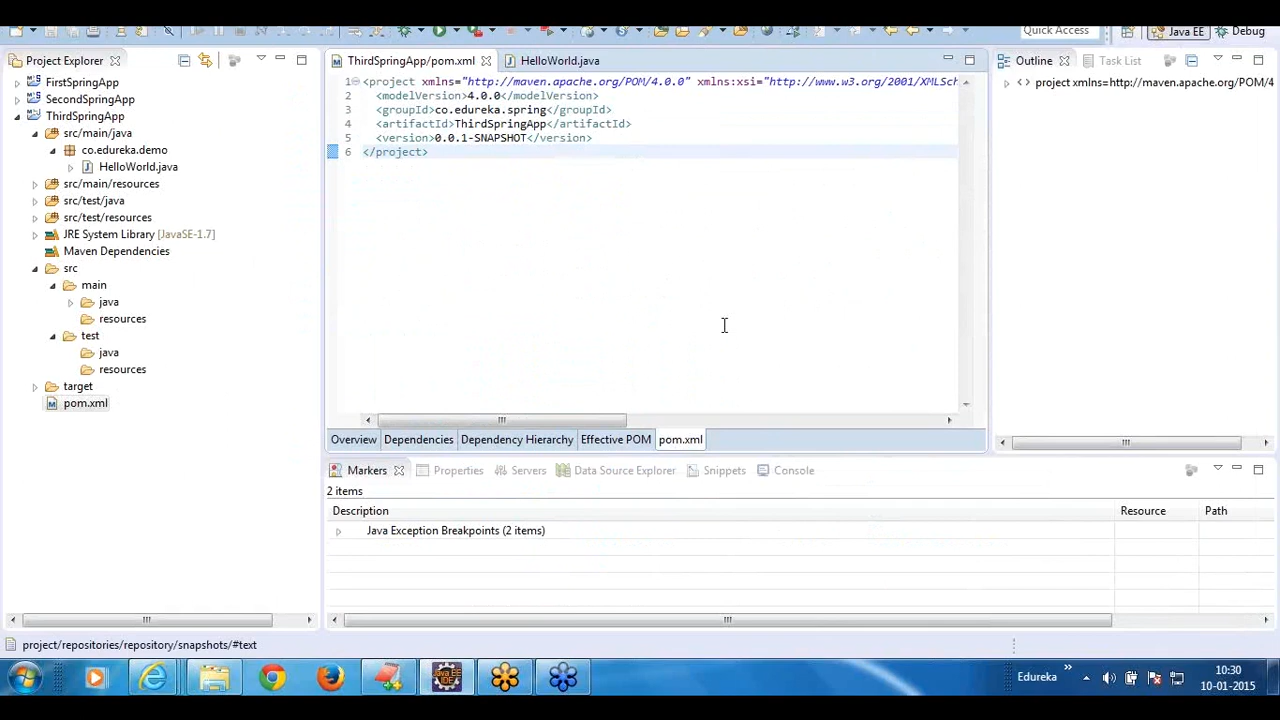 Quick Access
Java EE
Debug
Project Explorer
FirstSpringApp
SecondSpringApp
ThirdSpringApp
src/main/java
co.edureka.demo
HelloWorld.java
src/main/resources
src/test/java
src/test/resources
JRE System Library [JavaSE-1.7]
Maven Dependencies
src
main
java
resources
test
java
resources
target
pom.xml
ThirdSpringApp/pom.xml
HelloWorld.java
1 <project xmlns="http://maven.apache.org/POM/4.0.0" xmlns:xsi="http://www.w3.org/2001/XMLSch
2 <modelVersion>4.0.0</modelVersion>
3 <groupId>co.edureka.spring</groupId>
4 <artifactId>ThirdSpringApp</artifactId>
5 <version>0.0.1-SNAPSHOT</version>
6 </project>
Overview
Dependencies
Dependency Hierarchy
Effective POM
pom.xml
Outline
Task List
project xmlns=http://maven.apache.org/POM/4
Markers
Properties
Servers
Data Source Explorer
Snippets
Console
2 items
Description
Resource
Path
Java Exception Breakpoints (2 items)
project/repositories/repository/snapshots/#text
Java EE
IDE
Edureka
10:30
10-01-2015